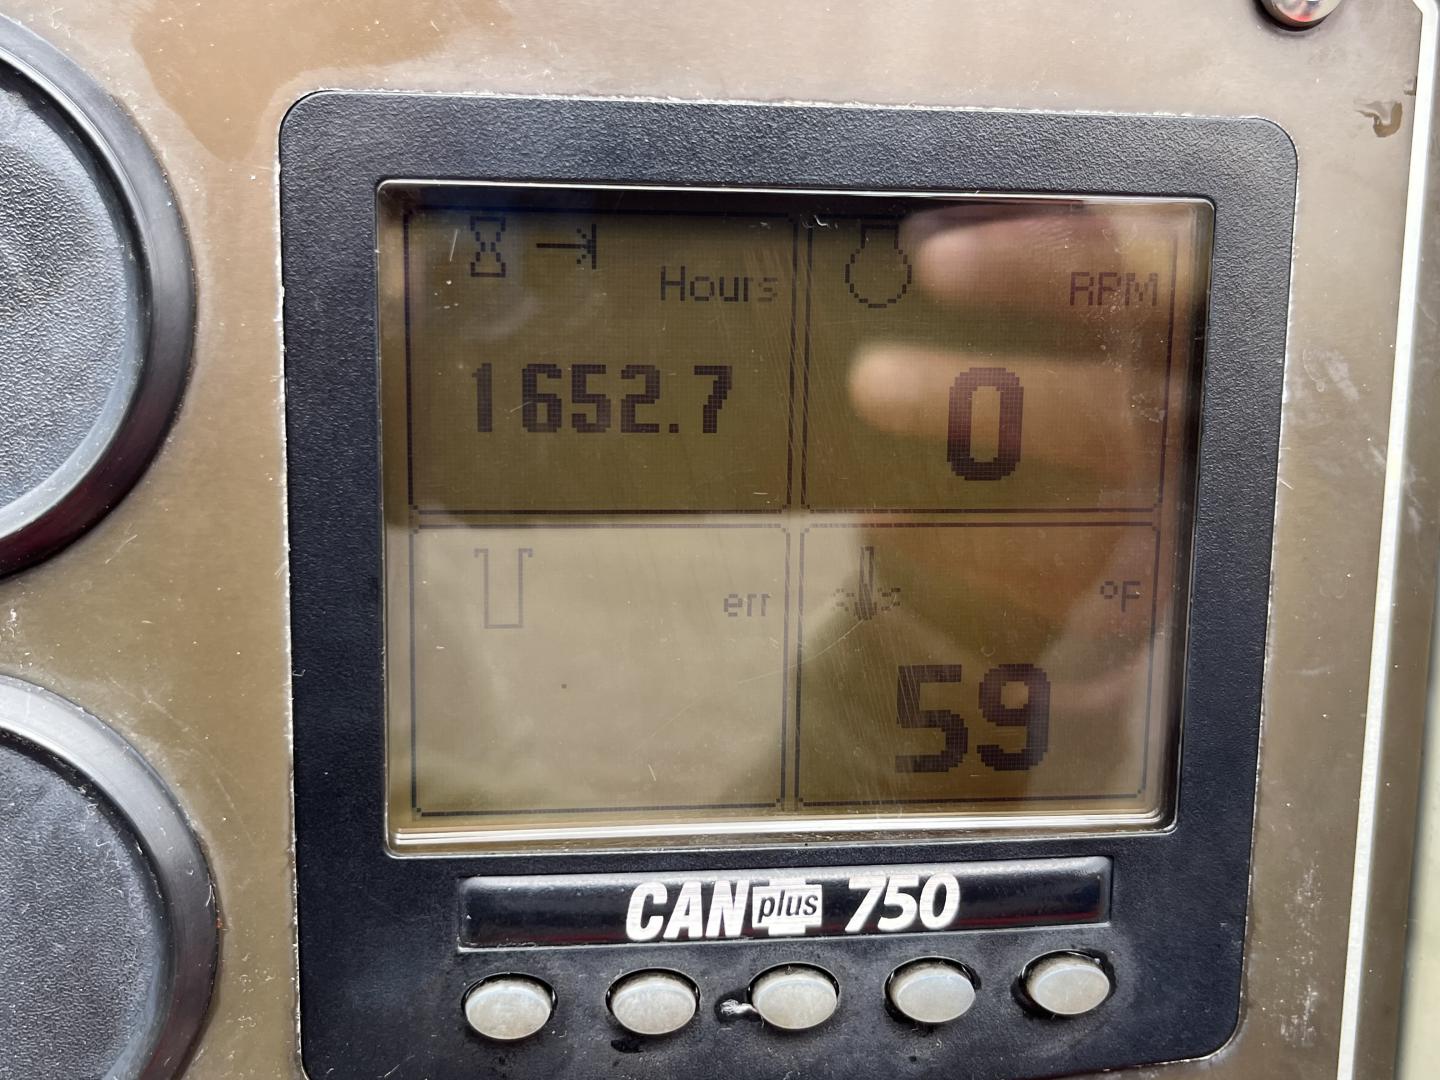 Hours
1652.7
RPM
0
err
°F
59
CAN plus 750